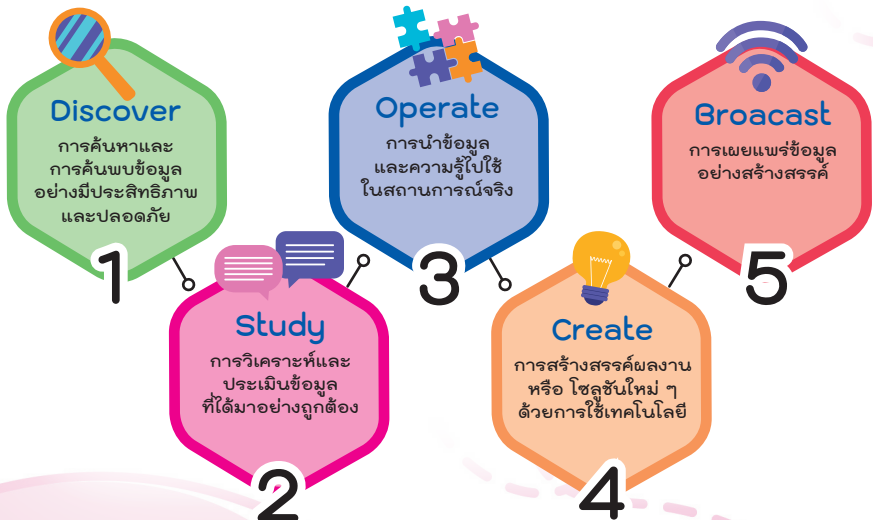 Discover
การค้นหาและ
การค้นพบข้อมูล
อย่างมีประสิทธิภาพ
และปลอดภัย
1
Study
การวิเคราะห์และ
ประเมินข้อมูล
ที่ได้มาอย่างถูกต้อง
2
Operate
การนำข้อมูล
และความรู้ไปใช้
ในสถานการณ์จริง
3
Create
การสร้างสรรค์ผลงาน
หรือ โซลูชันใหม่ ๆ
ด้วยการใช้เทคโนโลยี
4
Broacast
การเผยแพร่ข้อมูล
อย่างสร้างสรรค์
5